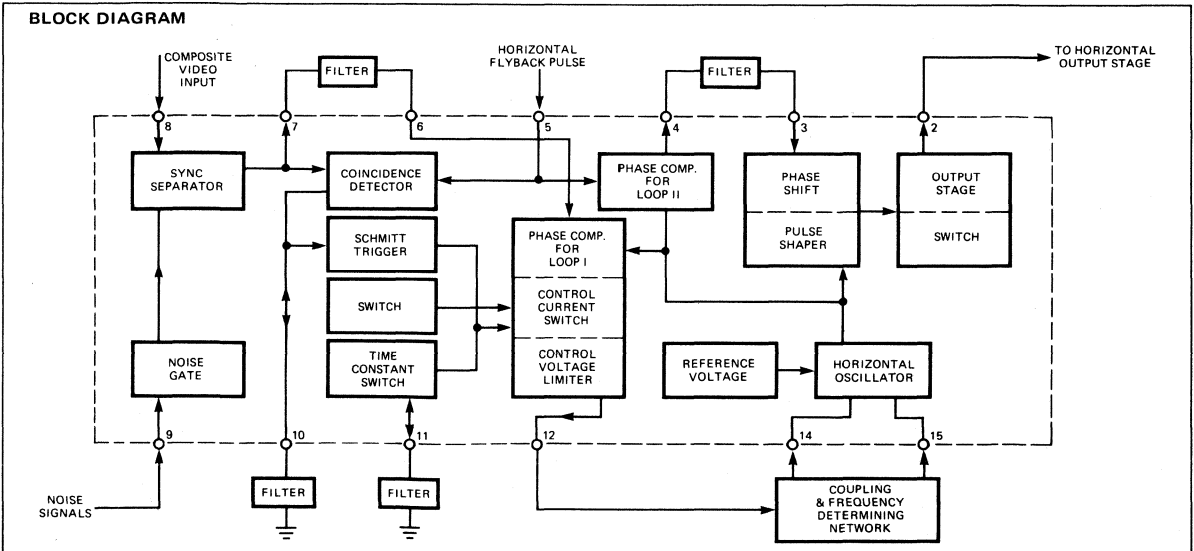 BLOCK DIAGRAM
COMPOSITE
VIDEO
INPUT
FILTER
HORIZONTAL
FLYBACK PULSE
FILTER
TO HORIZONTAL
OUTPUT STAGE
8
7
6
5
4
3
2
SYNC
SEPARATOR
COINCIDENCE
DETECTOR
PHASE COMP.
FOR
LOOP II
PHASE
SHIFT
PULSE
SHAPER
OUTPUT
STAGE
SWITCH
SCHMITT
TRIGGER
PHASE COMP.
FOR
LOOP I
SWITCH
CONTROL
CURRENT
SWITCH
NOISE
GATE
TIME
CONSTANT
SWITCH
CONTROL
VOLTAGE
LIMITER
REFERENCE
VOLTAGE
HORIZONTAL
OSCILLATOR
9
10
11
12
14
15
NOISE
SIGNALS
FILTER
FILTER
COUPLING
& FREQUENCY
DETERMINING
NETWORK